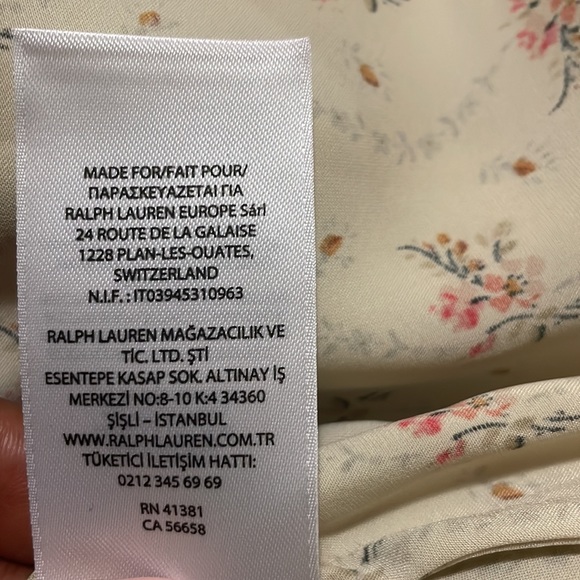 MADE FOR/FAIT POUR/
ΠΑΡΑΣΚΕΥΑΖΕΤΑΙ ΓΙΑ
RALPH LAUREN EUROPE Sárl
24 ROUTE DE LA GALAISE
1228 PLAN-LES-OUATES,
SWITZERLAND
N.I.F. : IT03945310963
RALPH LAUREN MAĞAZACILIK VE
TİC. LTD. ŞTİ
ESENTEPE KASAP SOK. ALTINAY İŞ
MERKEZİ NO:8-10 K:4 34360
ŞİŞLİ – İSTANBUL
WWW.RALPHLAUREN.COM.TR
TÜKETİCİ İLETİŞİM HATTI:
0212 345 69 69
RN 41381
CA 56658